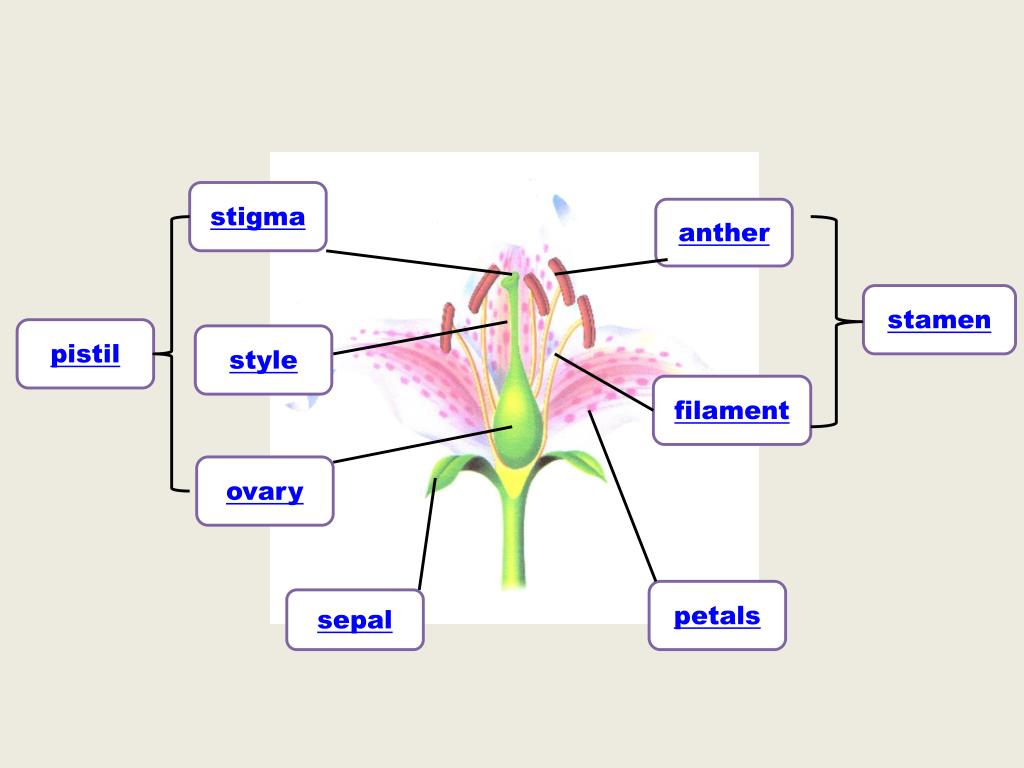 stigma
anther
stamen
pistil
style
filament
ovary
sepal
petals